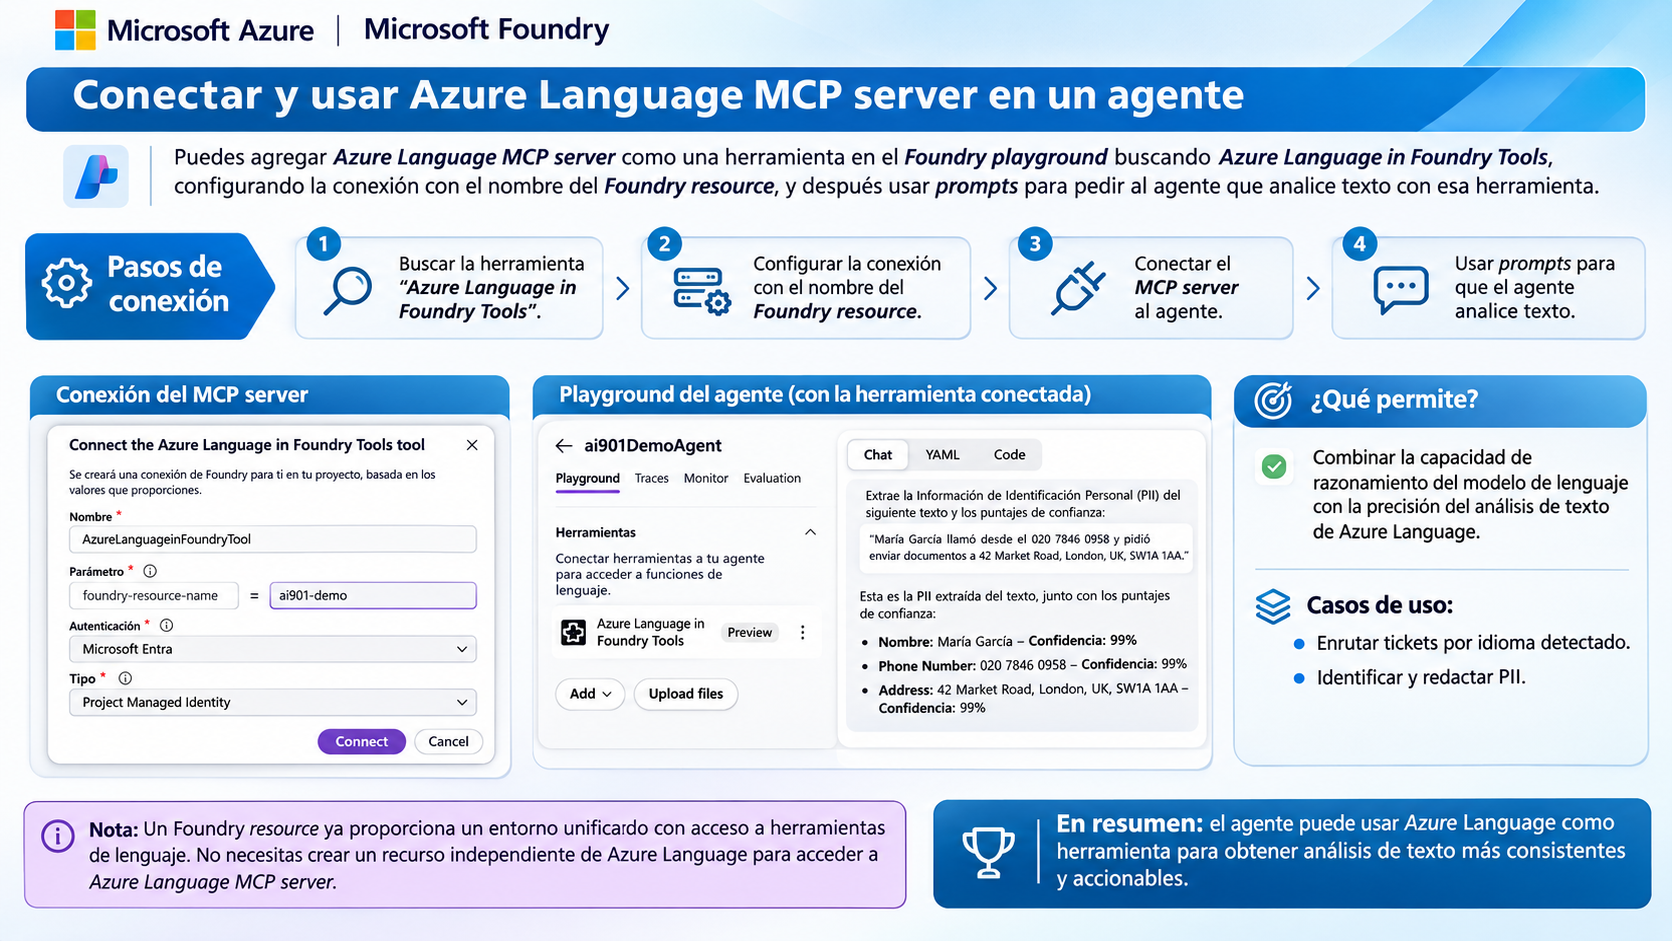 Microsoft Azure | Microsoft Foundry
Conectar y usar Azure Language MCP server en un agente
Puedes agregar Azure Language MCP server como una herramienta en el Foundry playground buscando Azure Language in Foundry Tools,
configurando la conexión con el nombre del Foundry resource, y después usar prompts para pedir al agente que analice texto con esa herramienta.
Pasos de
conexión
1
Buscar la herramienta
“Azure Language in
Foundry Tools”.
2
Configurar la conexión
con el nombre del
Foundry resource.
3
Conectar el
MCP server
al agente.
4
Usar prompts para
que el agente
analice texto.
Conexión del MCP server
Connect the Azure Language in Foundry Tools tool
Se creará una conexión de Foundry para ti en tu proyecto, basada en los
valores que proporciones.
Nombre *
AzureLanguageinFoundryTool
Parámetro *
foundry-resource-name = ai901-demo
Autenticación *
Microsoft Entra
Tipo *
Project Managed Identity
Connect Cancel
Playground del agente (con la herramienta conectada)
ai901DemoAgent
Playground Traces Monitor Evaluation
Herramientas
Conectar herramientas a tu agente
para acceder a funciones de
lenguaje.
Azure Language in
Foundry Tools
Preview
Add Upload files
Chat YAML Code
Extrae la Información de Identificación Personal (PII) del
siguiente texto y los puntajes de confianza:
“María García llamó desde el 020 7846 0958 y pidió
enviar documentos a 42 Market Road, London, UK, SW1A 1AA.”
Esta es la PII extraída del texto, junto con los puntajes
de confianza:
• Nombre: María García – Confidencia: 99%
• Phone Number: 020 7846 0958 – Confidencia: 99%
• Address: 42 Market Road, London, UK, SW1A 1AA –
Confidencia: 99%
¿Qué permite?
Combinar la capacidad de
razonamiento del modelo de lenguaje
con la precisión del análisis de texto
de Azure Language.
Casos de uso:
• Enrutar tickets por idioma detectado.
• Identificar y redactar PII.
Nota: Un Foundry resource ya proporciona un entorno unificardo con acceso a herramientas
de lenguaje. No necesitas crear un recurso independiente de Azure Language para acceder a
Azure Language MCP server.
En resumen: el agente puede usar Azure Language como
herramienta para obtener análisis de texto más consistentes
y accionables.